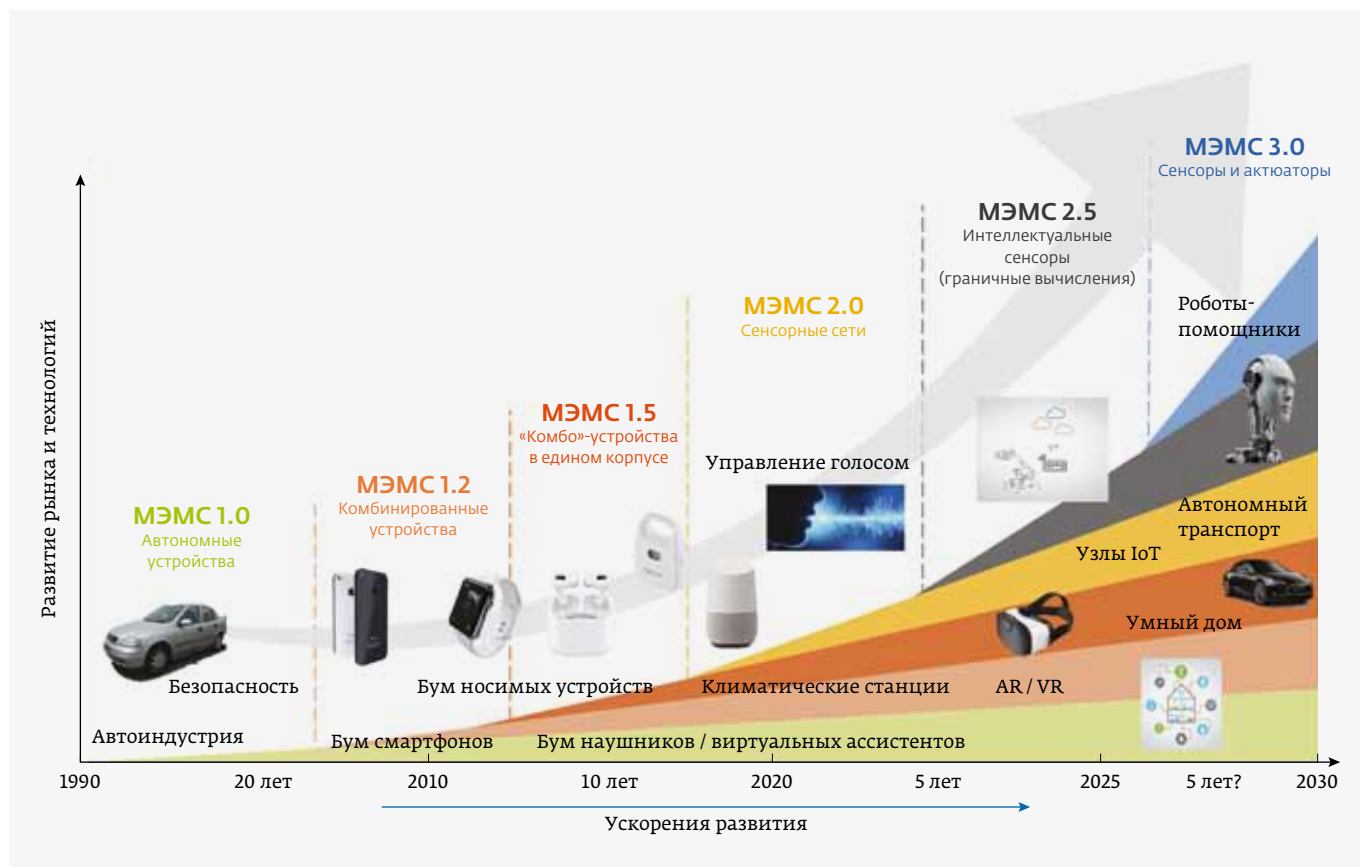 МЭМС 3.0
Сенсоры и актюаторы
МЭМС 2.5
Интеллектуальные
сенсоры
(граничные вычисления)
МЭМС 2.0
Сенсорные сети
Роботы-
помощники
МЭМС 1.5
«Комбо»-устройства
в едином корпусе
Управление голосом
МЭМС 1.2
Комбинированные
устройства
МЭМС 1.0
Автономные
устройства
Автономный
транспорт
Узлы IoT
Умный дом
Безопасность
Бум носимых устройств
Климатические станции
AR / VR
Автоиндустрия
Бум смартфонов
Бум наушников / виртуальных ассистентов
Развитие рынка и технологий
1990
20 лет
2010
10 лет
2020
5 лет
2025
5 лет?
2030
Ускорения развития